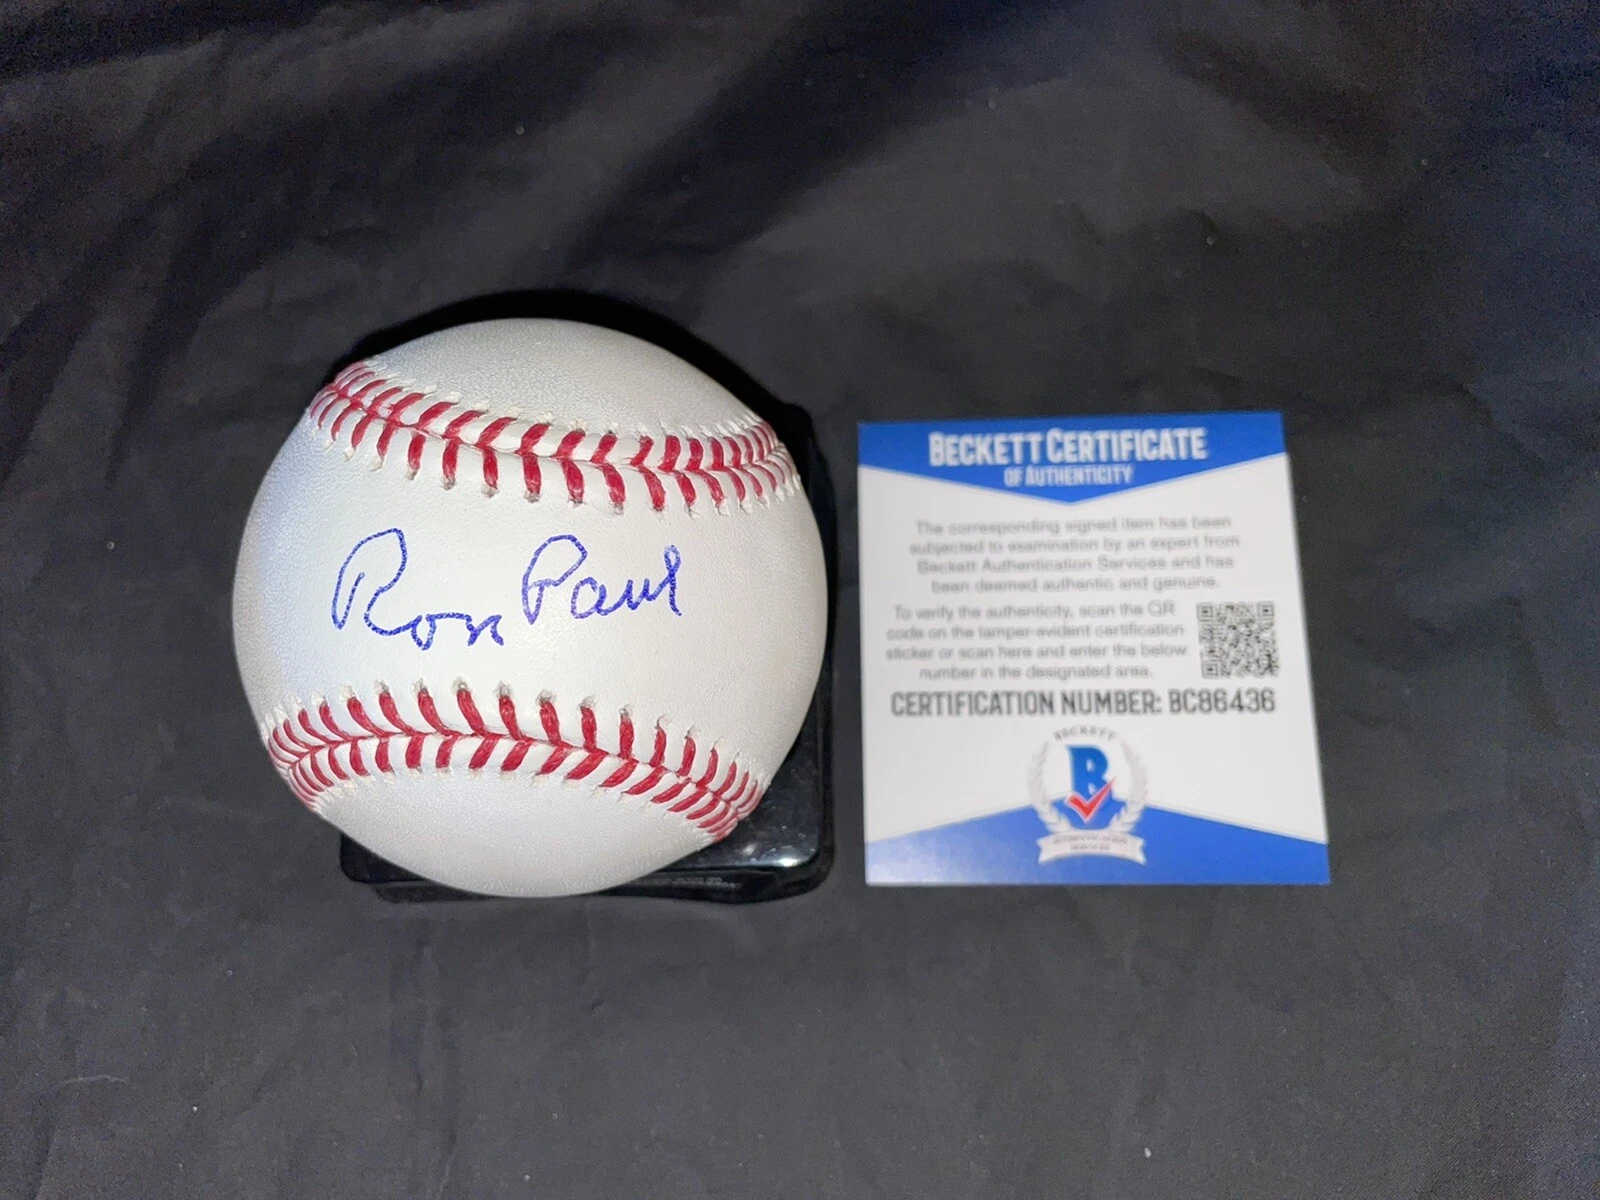 Ron Paul
BECKETT CERTIFICATE
OF AUTHENTICITY
The corresponding signed item has been
subjected to examination by an expert from
Beckett Authentication Services and has
been deemed authentic and genuine.
To verify the authenticity, scan the QR
code on the tamper-evident certification
sticker or scan here and enter the below
number in the designated area.
CERTIFICATION NUMBER: BC86436
BECKETT
B